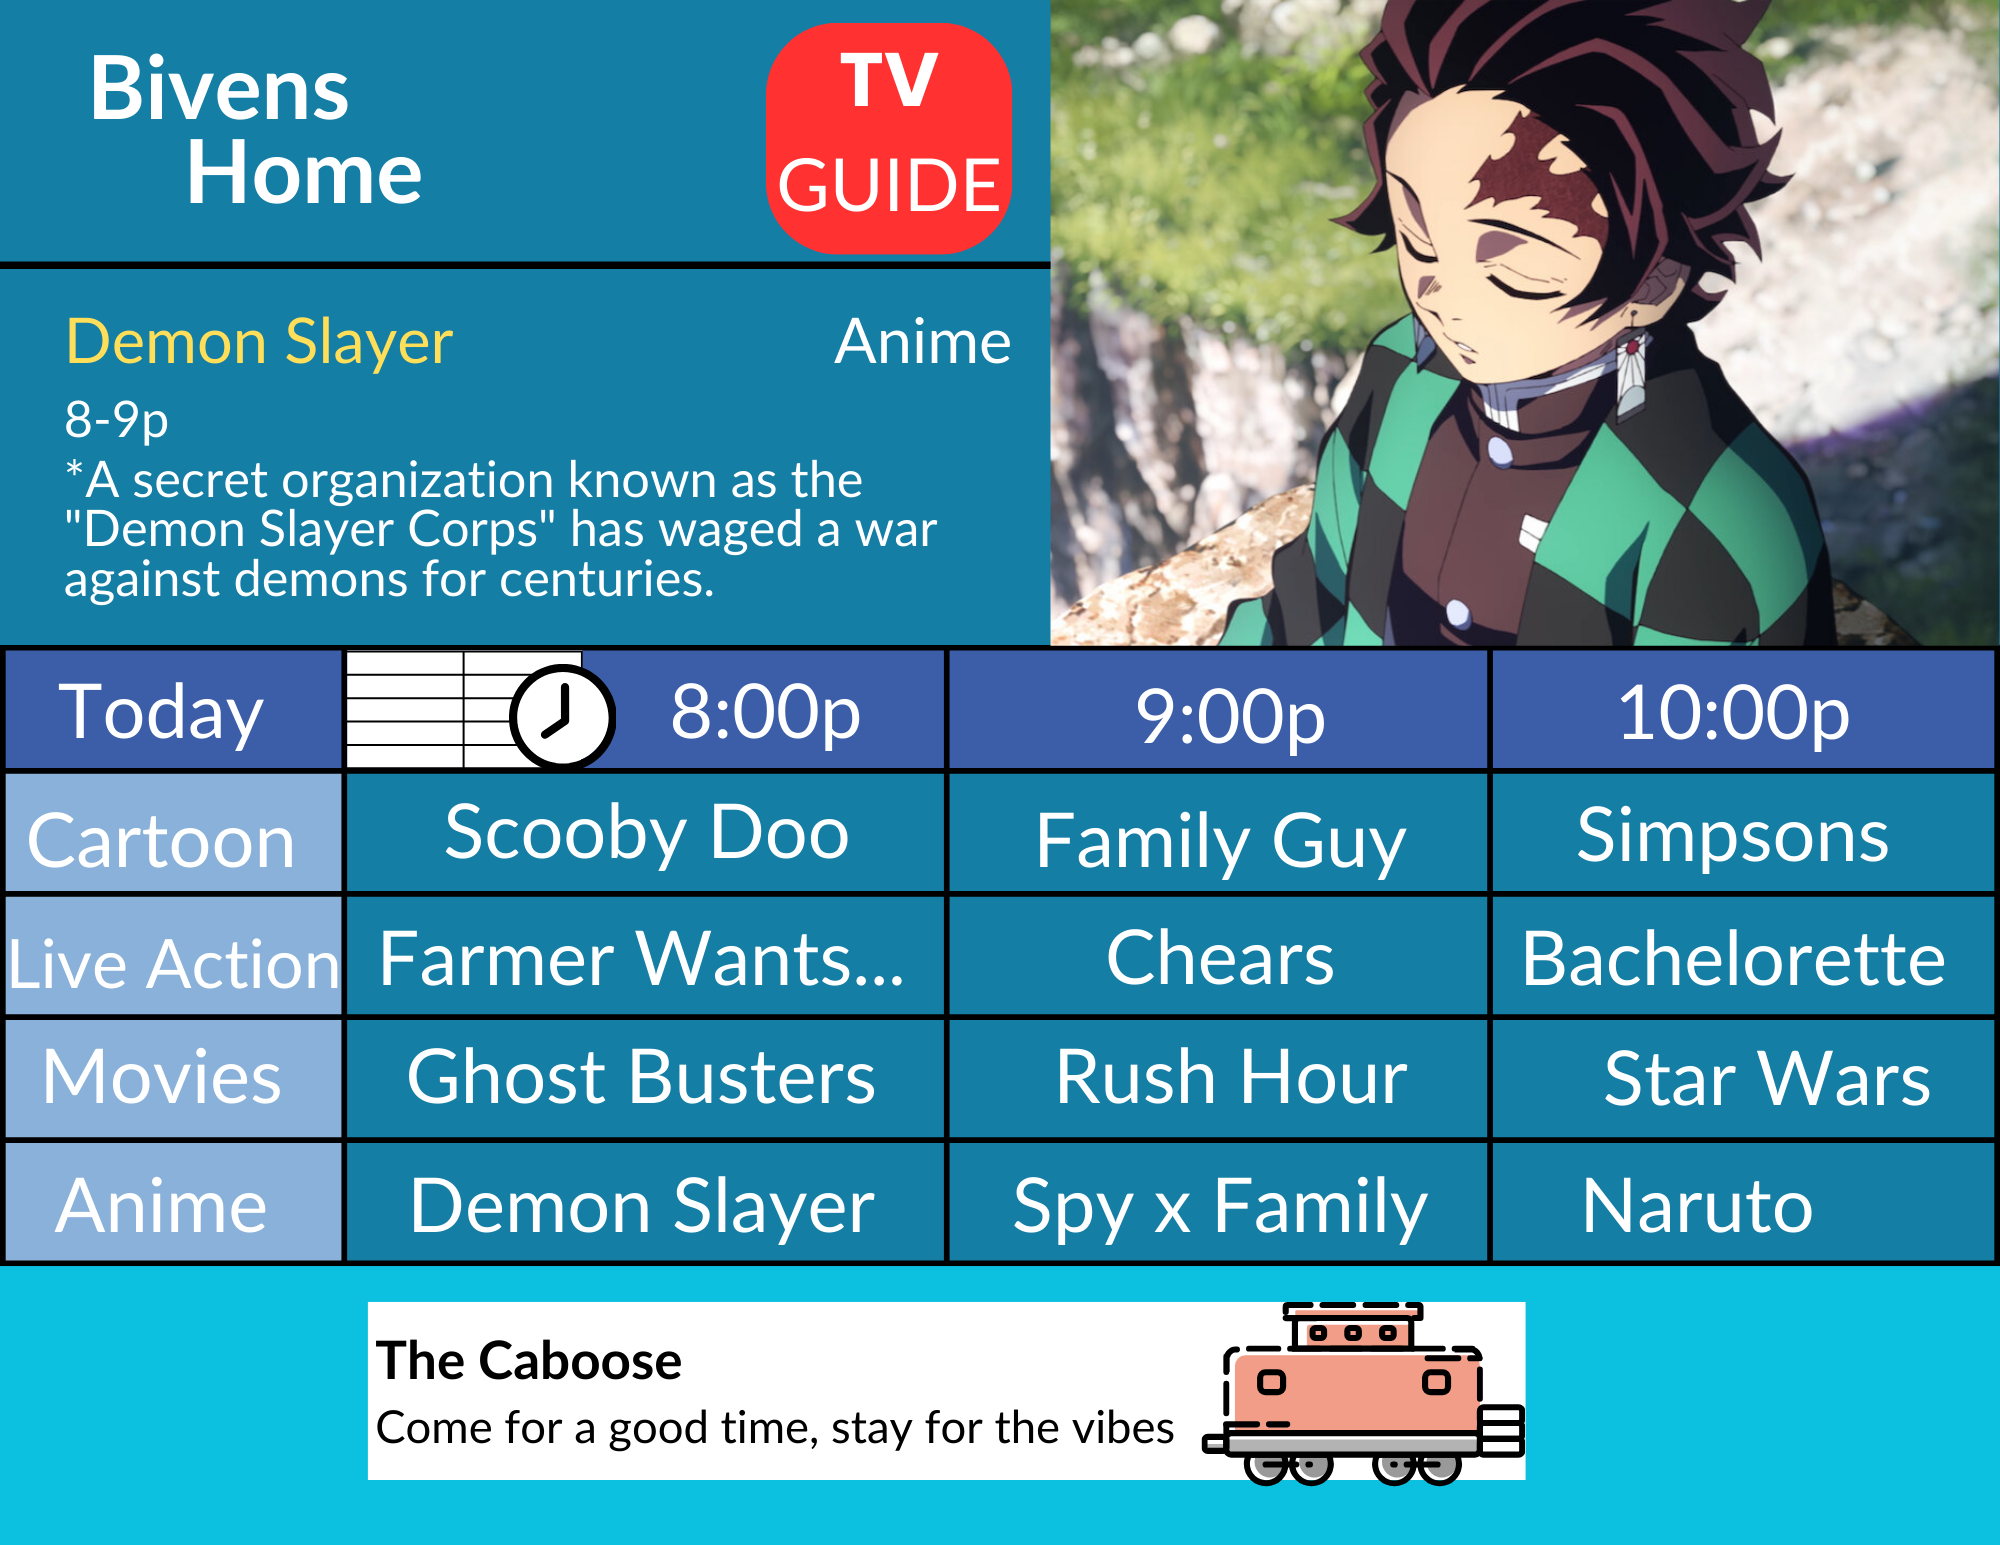 Bivens
Home
TV
GUIDE
Demon Slayer Anime
8-9p
*A secret organization known as the
"Demon Slayer Corps" has waged a war
against demons for centuries.
Today 8:00p 9:00p 10:00p
Cartoon Scooby Doo Family Guy Simpsons
Live Action Farmer Wants... Chears Bachelorette
Movies Ghost Busters Rush Hour Star Wars
Anime Demon Slayer Spy x Family Naruto
The Caboose
Come for a good time, stay for the vibes